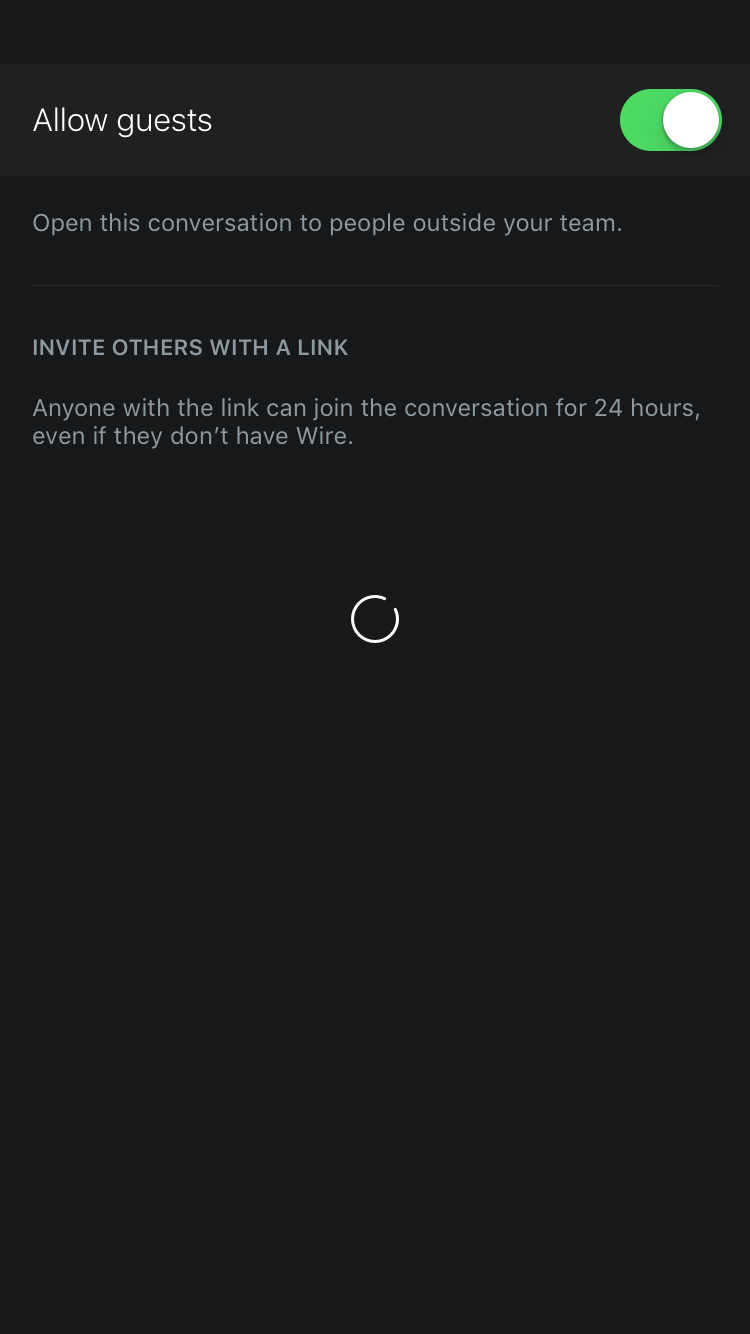 Allow guests
Open this conversation to people outside your team.
INVITE OTHERS WITH A LINK
Anyone with the link can join the conversation for 24 hours,
even if they don’t have Wire.